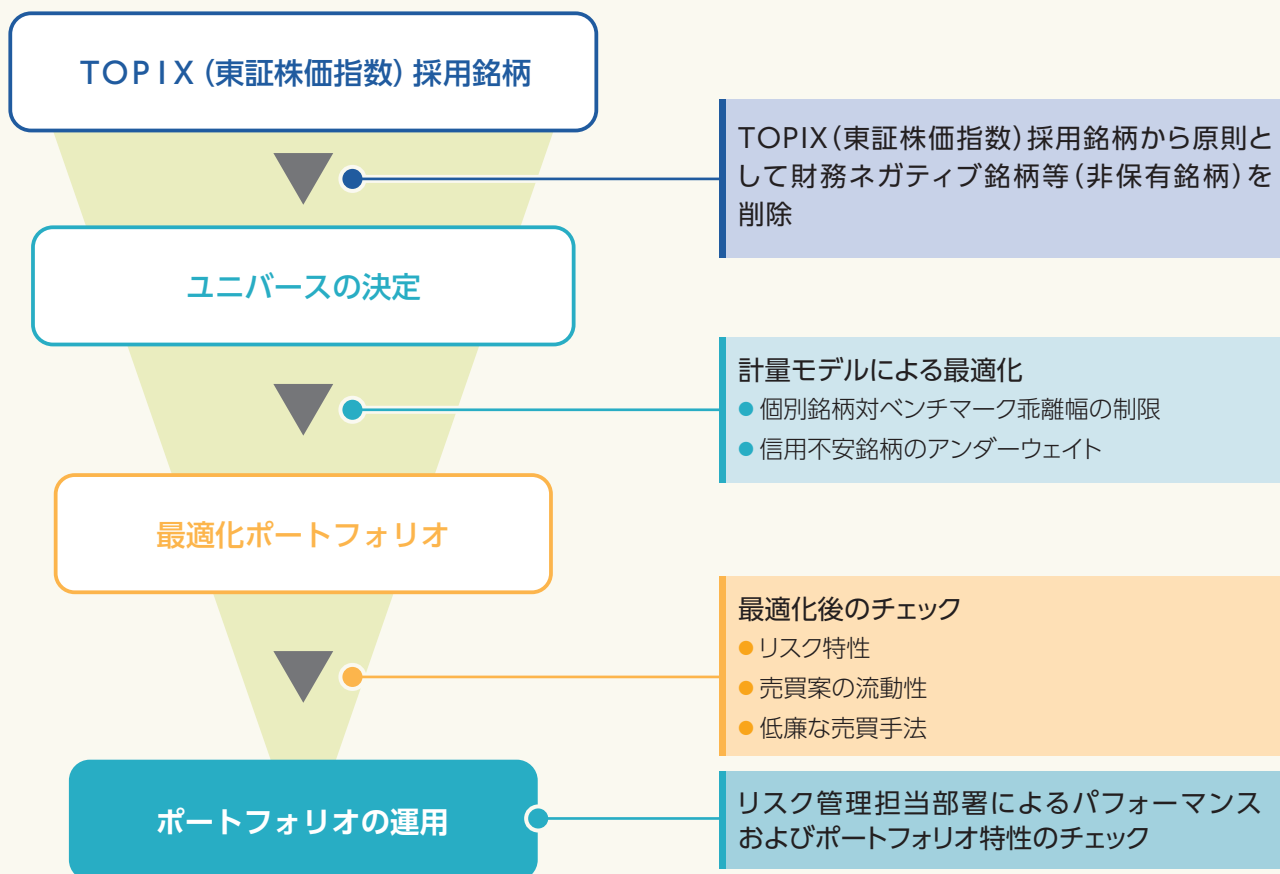 TOPIX(東証株価指数)採用銘柄
TOPIX(東証株価指数)採用銘柄から原則と
して財務ネガティブ銘柄等(非保有銘柄)を
削除
ユニバースの決定
計量モデルによる最適化
● 個別銘柄対ベンチマーク乖離幅の制限
● 信用不安銘柄のアンダーウェイト
最適化ポートフォリオ
最適化後のチェック
● リスク特性
● 売買案の流動性
● 低廉な売買手法
ポートフォリオの運用
リスク管理担当部署によるパフォーマンス
およびポートフォリオ特性のチェック